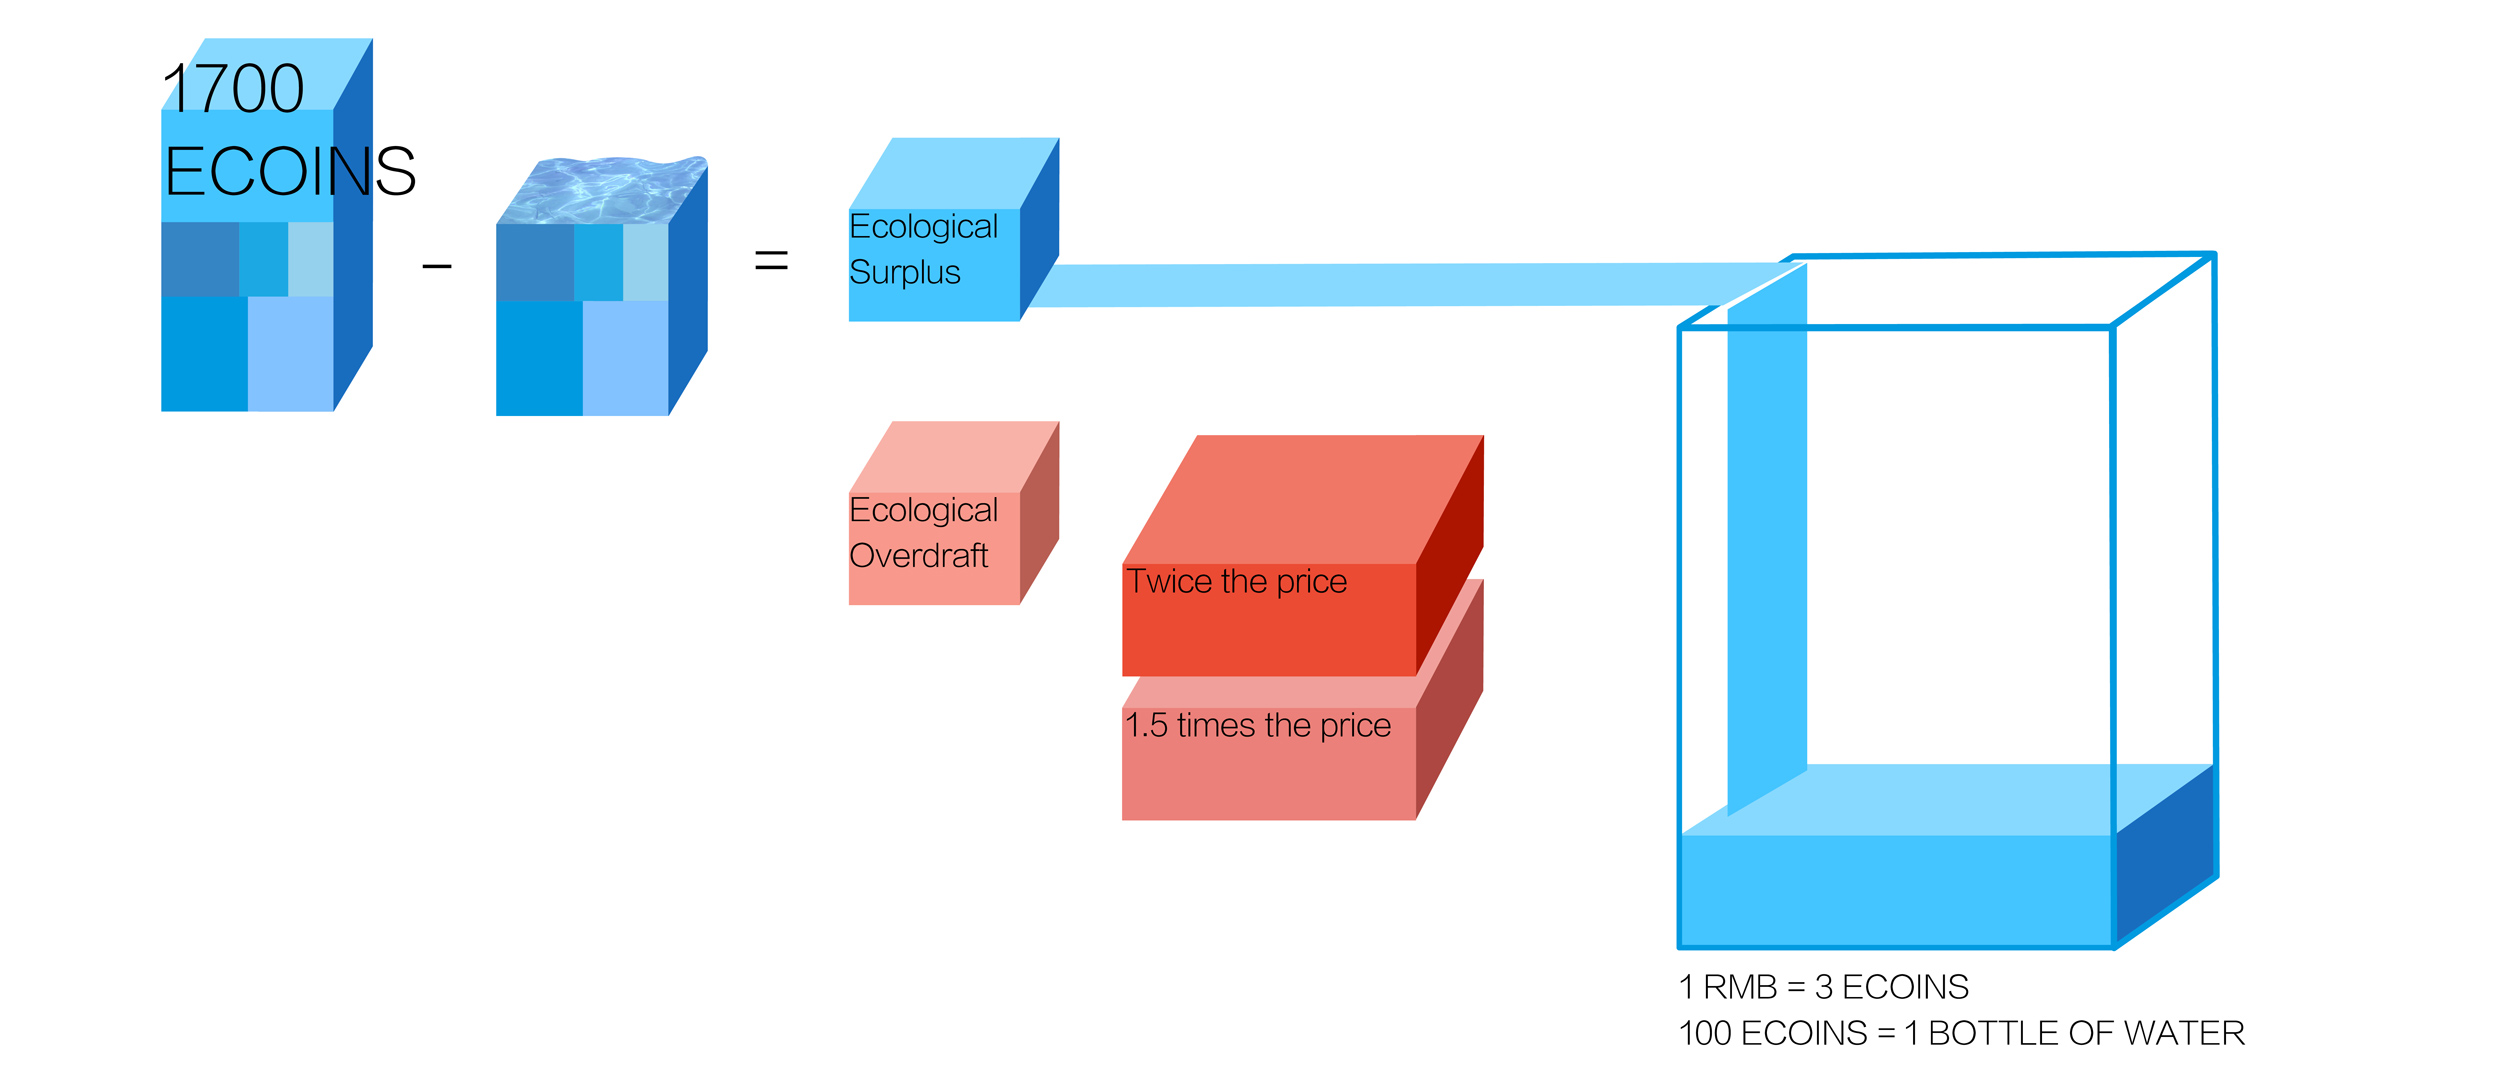 1700
ECOINS
–
=
Ecological
Surplus
Ecological
Overdraft
Twice the price
1.5 times the price
1 RMB = 3 ECOINS
100 ECOINS = 1 BOTTLE OF WATER